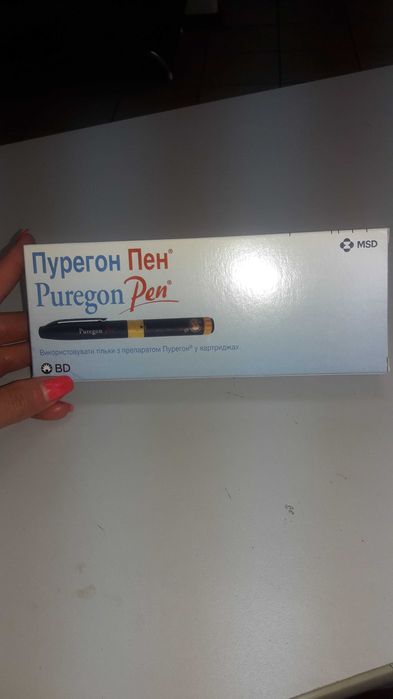 MSD
Пурегон Пен®
Puregon Pen®
Puregon
Використовувати тільки з препаратом Пурегон® у картриджах.
BD